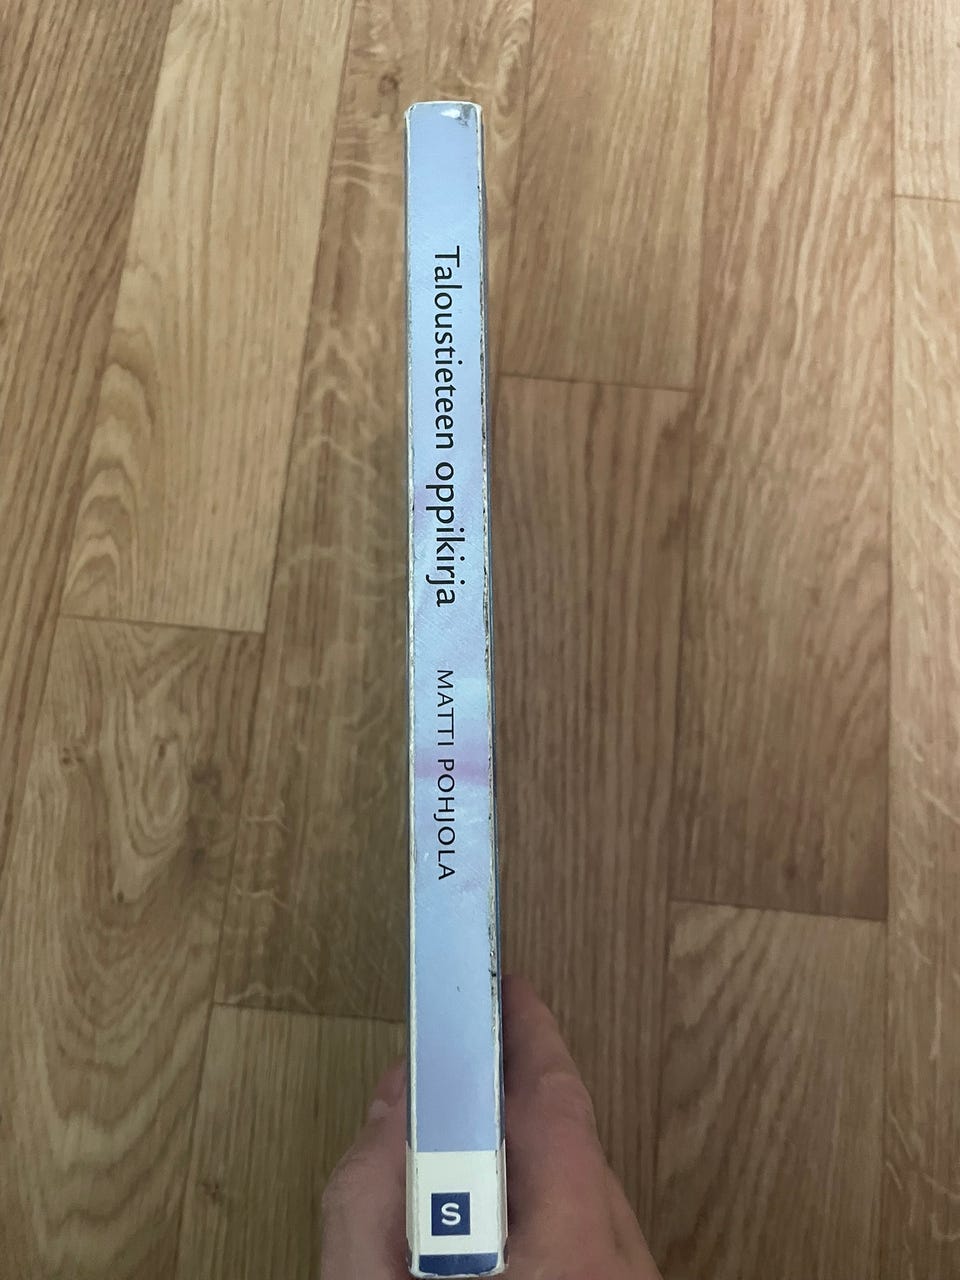 Taloustieteen oppikirja
MATTI POHJOLA
S